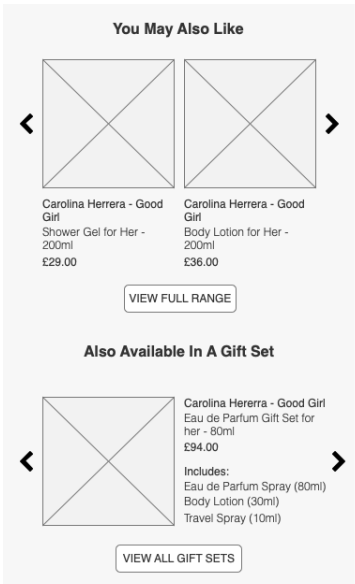 You May Also Like
Carolina Herrera - Good
Girl
Shower Gel for Her -
200ml
£29.00
Carolina Herrera - Good
Girl
Body Lotion for Her -
200ml
£36.00
VIEW FULL RANGE
Also Available In A Gift Set
Carolina Hererra - Good Girl
Eau de Parfum Gift Set for
her - 80ml
£94.00
Includes:
Eau de Parfum Spray (80ml)
Body Lotion (30ml)
Travel Spray (10ml)
VIEW ALL GIFT SETS